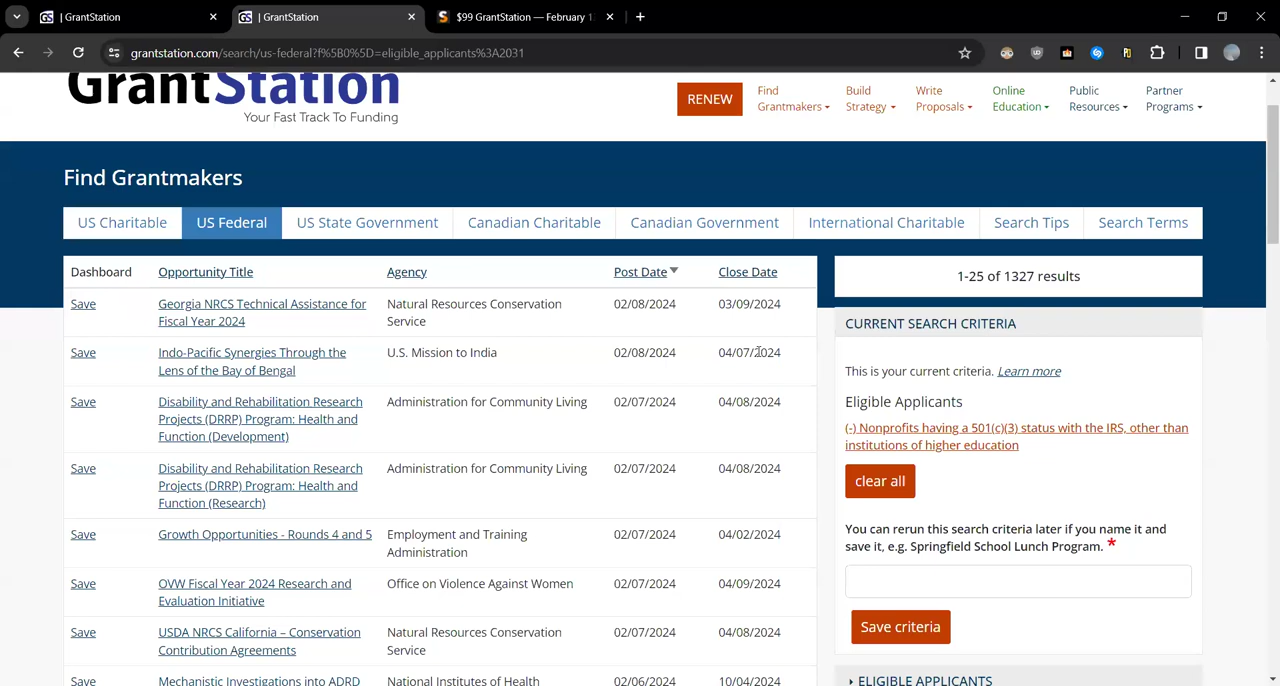 | GrantStation
| GrantStation
$99 GrantStation — February 1
grantstation.com/search/us-federal?f%5B0%5D=eligible_applicants%3A2031
GrantStation
Your Fast Track To Funding
RENEW
Find Grantmakers
Build Strategy
Write Proposals
Online Education
Public Resources
Partner Programs
Find Grantmakers
US Charitable
US Federal
US State Government
Canadian Charitable
Canadian Government
International Charitable
Search Tips
Search Terms
Dashboard Opportunity Title Agency Post Date Close Date
Save Georgia NRCS Technical Assistance for Natural Resources Conservation 02/08/2024 03/09/2024
Fiscal Year 2024 Service
Save Indo-Pacific Synergies Through the U.S. Mission to India 02/08/2024 04/07/2024
Lens of the Bay of Bengal
Save Disability and Rehabilitation Research Administration for Community Living 02/07/2024 04/08/2024
Projects (DRRP) Program: Health and
Function (Development)
Save Disability and Rehabilitation Research Administration for Community Living 02/07/2024 04/08/2024
Projects (DRRP) Program: Health and
Function (Research)
Save Growth Opportunities - Rounds 4 and 5 Employment and Training 02/07/2024 04/02/2024
Administration
Save OVW Fiscal Year 2024 Research and Office on Violence Against Women 02/07/2024 04/09/2024
Evaluation Initiative
Save USDA NRCS California – Conservation Natural Resources Conservation 02/07/2024 04/08/2024
Contribution Agreements Service
Save Mechanistic Investigations into ADRD National Institutes of Health 02/06/2024 10/04/2024
1-25 of 1327 results
CURRENT SEARCH CRITERIA
This is your current criteria. Learn more
Eligible Applicants
(-) Nonprofits having a 501(c)(3) status with the IRS, other than
institutions of higher education
clear all
You can rerun this search criteria later if you name it and
save it, e.g. Springfield School Lunch Program. *
Save criteria
ELIGIBLE APPLICANTS